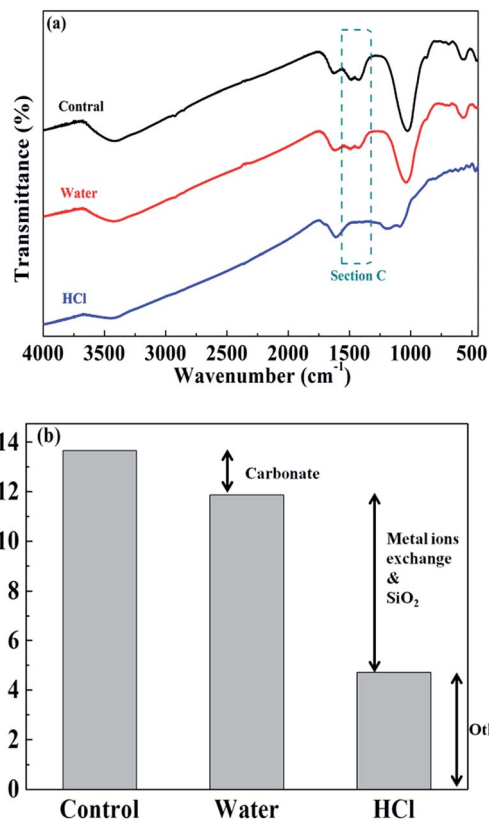 (a)
Contral
Water
HCl
Section C
Transmittance (%)
4000 3500 3000 2500 2000 1500 1000 500
Wavenumber (cm-1)
(b)
14
12
10
8
6
4
2
0
Carbonate
Metal ions
exchange
&
SiO2
Control Water HCl